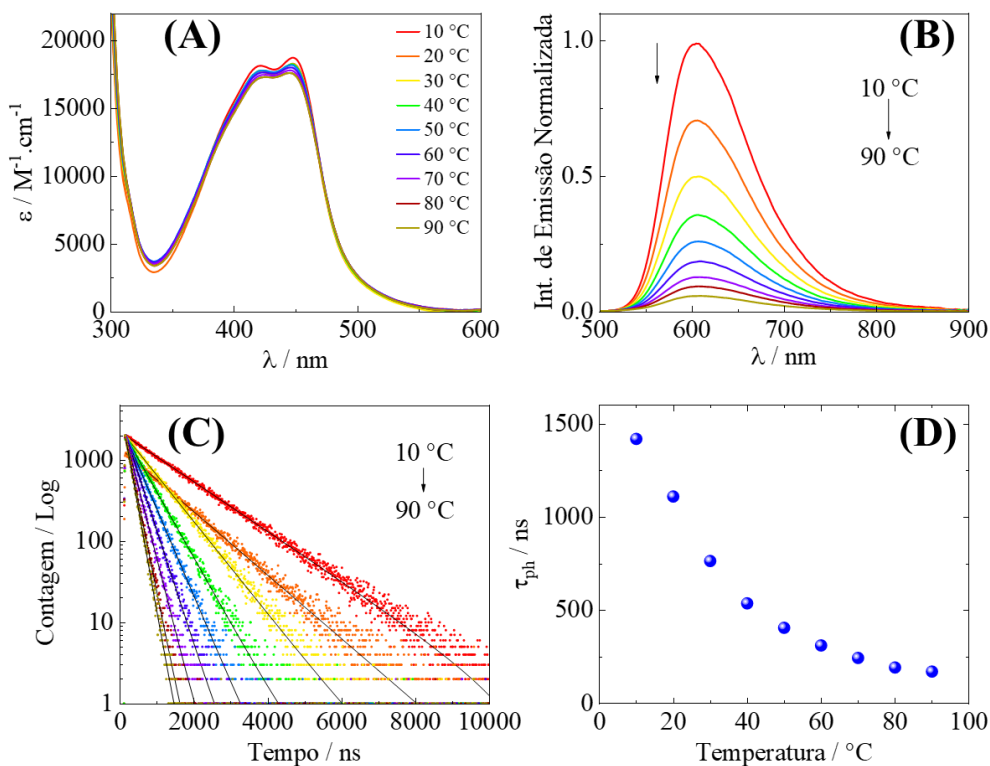 (A)
20000
15000
10000
5000
0
ε / M⁻¹.cm⁻¹
300
400
500
600
λ / nm
10 °C
20 °C
30 °C
40 °C
50 °C
60 °C
70 °C
80 °C
90 °C
(B)
1.0
0.5
0.0
Int. de Emissão Normalizada
500
600
700
800
900
λ / nm
10 °C
90 °C
(C)
1000
100
10
1
Contagem / Log
0
2000
4000
6000
8000
10000
Tempo / ns
10 °C
90 °C
(D)
1500
1000
500
0
τph / ns
0
20
40
60
80
100
Temperatura / °C